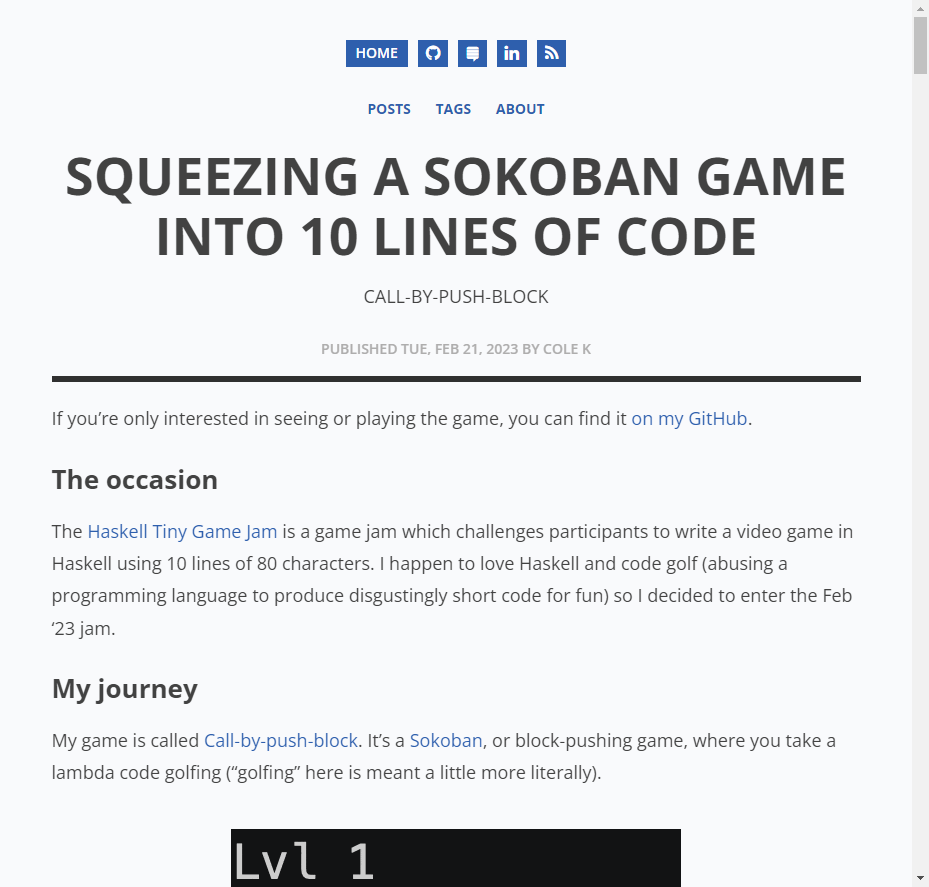 HOME
in
POSTS TAGS ABOUT
SQUEEZING A SOKOBAN GAME
INTO 10 LINES OF CODE
CALL-BY-PUSH-BLOCK
PUBLISHED TUE, FEB 21, 2023 BY COLE K
If you’re only interested in seeing or playing the game, you can find it on my GitHub.
The occasion
The Haskell Tiny Game Jam is a game jam which challenges participants to write a video game in
Haskell using 10 lines of 80 characters. I happen to love Haskell and code golf (abusing a
programming language to produce disgustingly short code for fun) so I decided to enter the Feb
‘23 jam.
My journey
My game is called Call-by-push-block. It’s a Sokoban, or block-pushing game, where you take a
lambda code golfing (“golfing” here is meant a little more literally).
Lvl 1